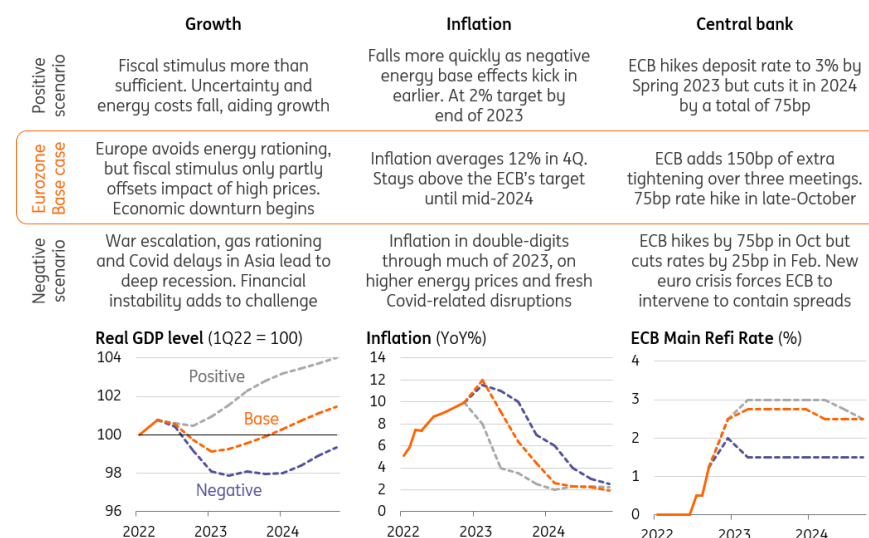 Growth
Inflation
Central bank
Positive
scenario
Fiscal stimulus more than
sufficient. Uncertainty and
energy costs fall, aiding growth
Falls more quickly as negative
energy base effects kick in
earlier. At 2% target by
end of 2023
ECB hikes deposit rate to 3% by
Spring 2023 but cuts it in 2024
by a total of 75bp
Eurozone
Base case
Europe avoids energy rationing,
but fiscal stimulus only partly
offsets impact of high prices.
Economic downturn begins
Inflation averages 12% in 4Q.
Stays above the ECB's target
until mid-2024
ECB adds 150bp of extra
tightening over three meetings.
75bp rate hike in late-October
Negative
scenario
War escalation, gas rationing
and Covid delays in Asia lead to
deep recession. Financial
instability adds to challenge
Inflation in double-digits
through much of 2023, on
higher energy prices and fresh
Covid-related disruptions
ECB hikes by 75bp in Oct but
cuts rates by 25bp in Feb. New
euro crisis forces ECB to
intervene to contain spreads
Real GDP level (1Q22 = 100)
104
102
100
98
96
Positive
Base
Negative
2022 2023 2024
Inflation (YoY%)
14
12
10
8
6
4
2
0
2022 2023 2024
ECB Main Refi Rate (%)
4
3
2
1
0
2022 2023 2024